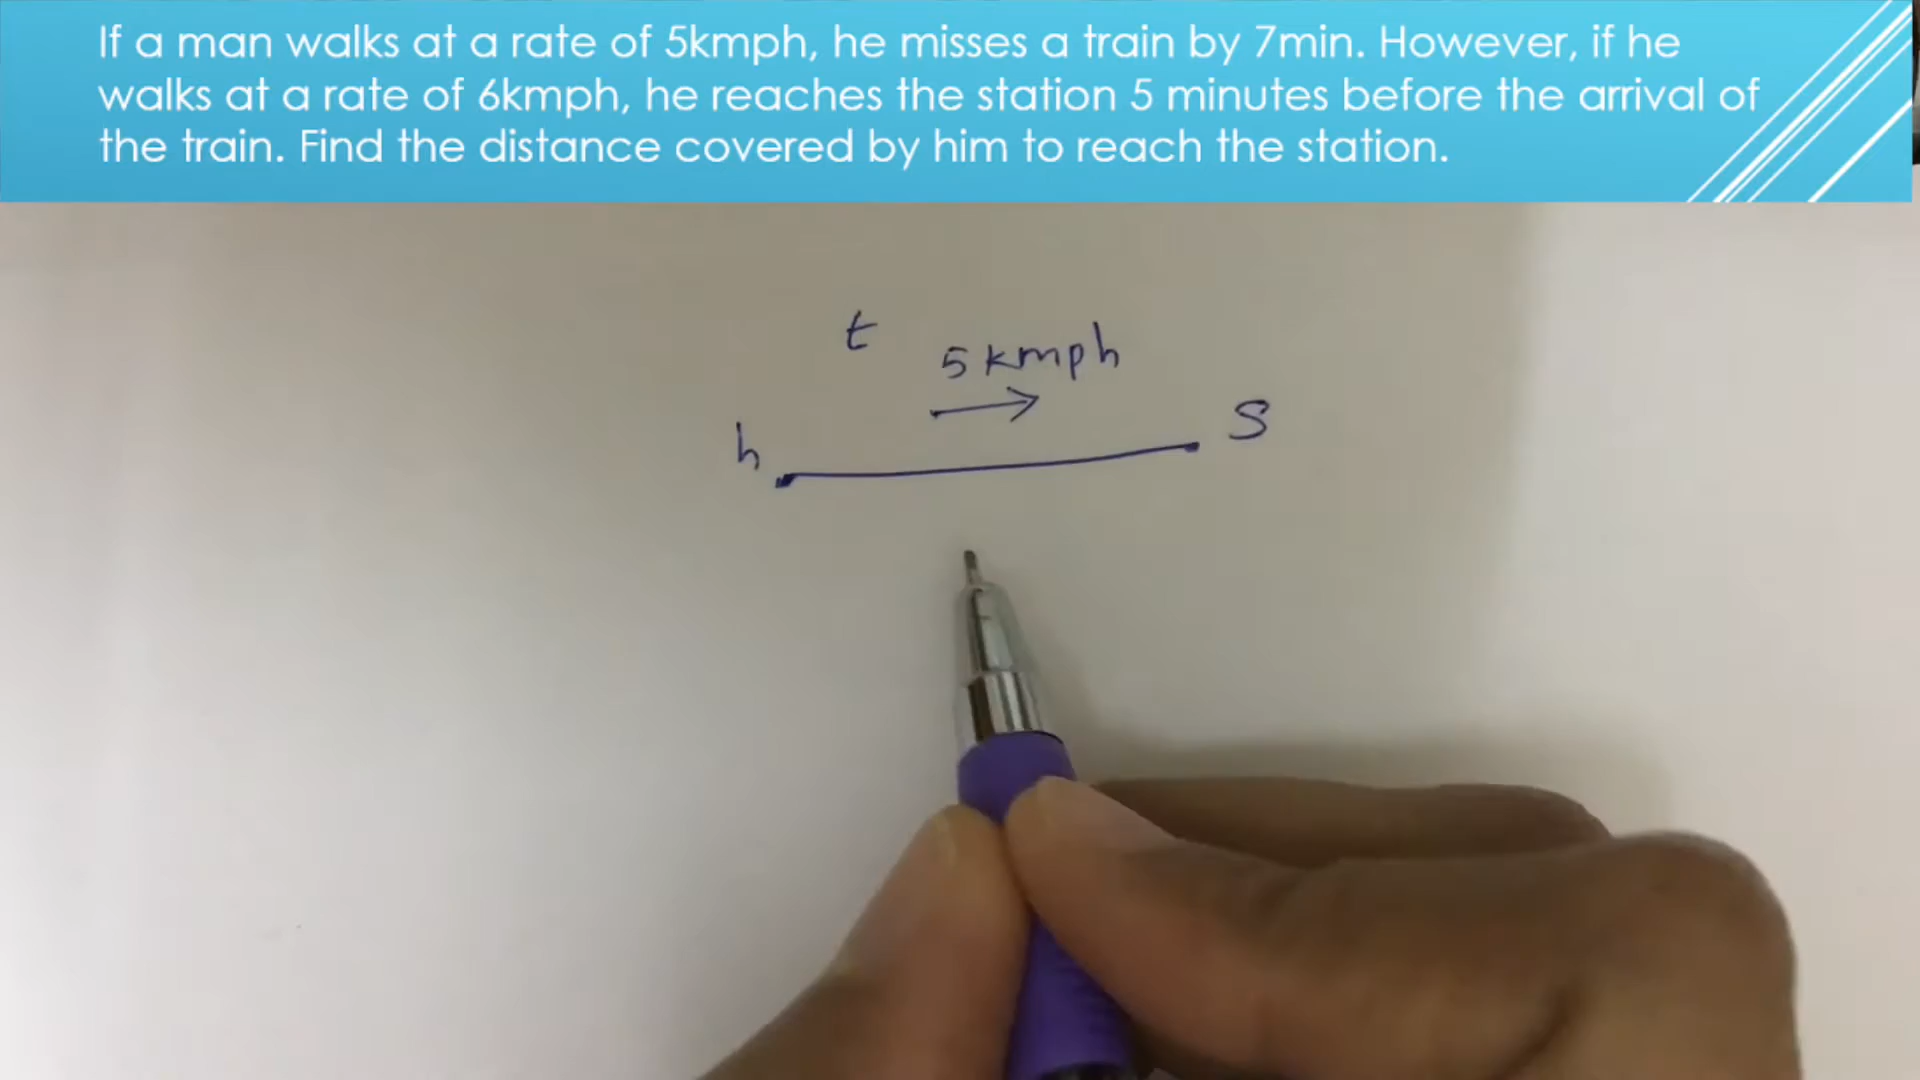 If a man walks at a rate of 5kmph, he misses a train by 7min. However, if he
walks at a rate of 6kmph, he reaches the station 5 minutes before the arrival of
the train. Find the distance covered by him to reach the station.
t
5 kmph
h
S